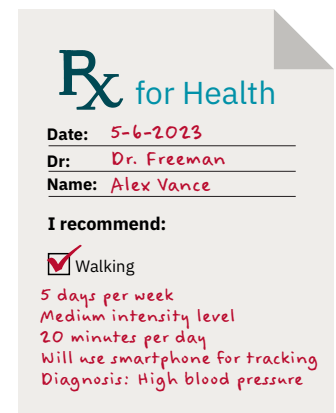 Rx for Health
Date: 5-6-2023
Dr: Dr. Freeman
Name: Alex Vance
I recommend:
Walking
5 days per week
Medium intensity level
20 minutes per day
Will use smartphone for tracking
Diagnosis: High blood pressure